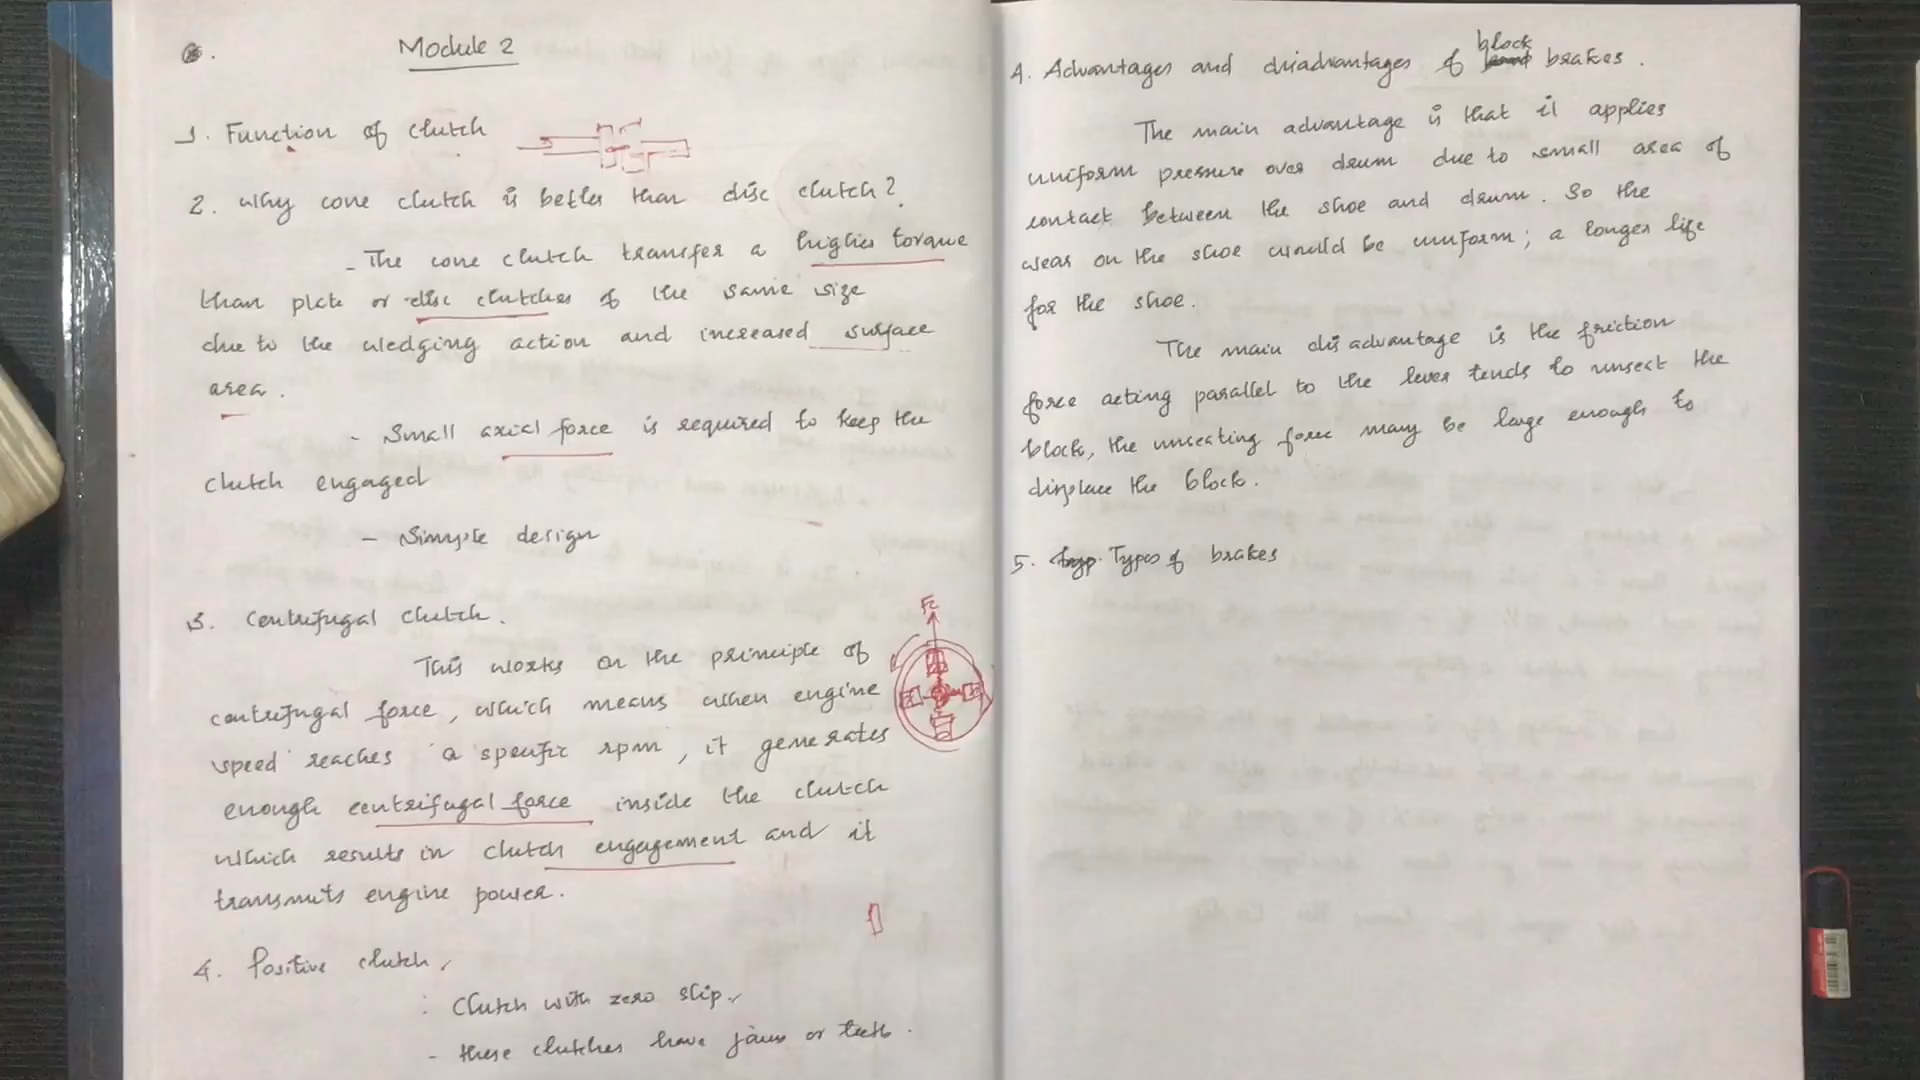 Module 2
1. Function of clutch
2. Why cone clutch is better than disc clutch?
- The cone clutch transfer a higher torque
than plate or disc clutches of the same size
due to the wedging action and increased surface
area.
- Small axial force is required to keep the
clutch engaged
- Simple design
3. Centrifugal clutch.
This works on the principle of
centrifugal force, which means when engine
speed reaches a specific rpm, it generates
enough centrifugal force inside the clutch
which results in clutch engagement and it
transmits engine power.
Fc
4. Positive clutch
: Clutch with zero slip
- these clutches have jaws or teeth.
4. Advantages and disadvantages of block brakes.
The main advantage is that it applies
uniform pressure over drum due to small area of
contact between the shoe and drum. So the
wear on the shoe would be uniform; a longer life
for the shoe.
The main disadvantage is the friction
force acting parallel to the lever tends to unseat the
block, the unseating force may be large enough to
displace the block.
5. Types of brakes